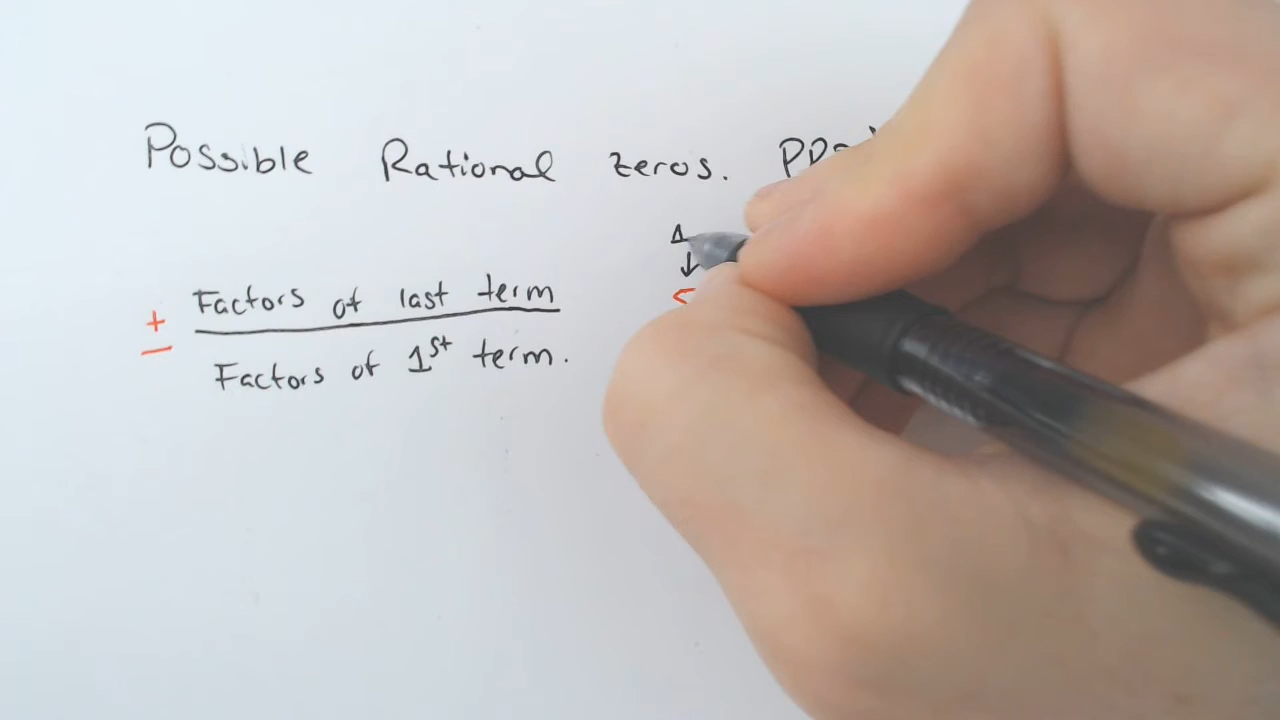 Possible Rational zeros.
± Factors of last term
Factors of 1st term.